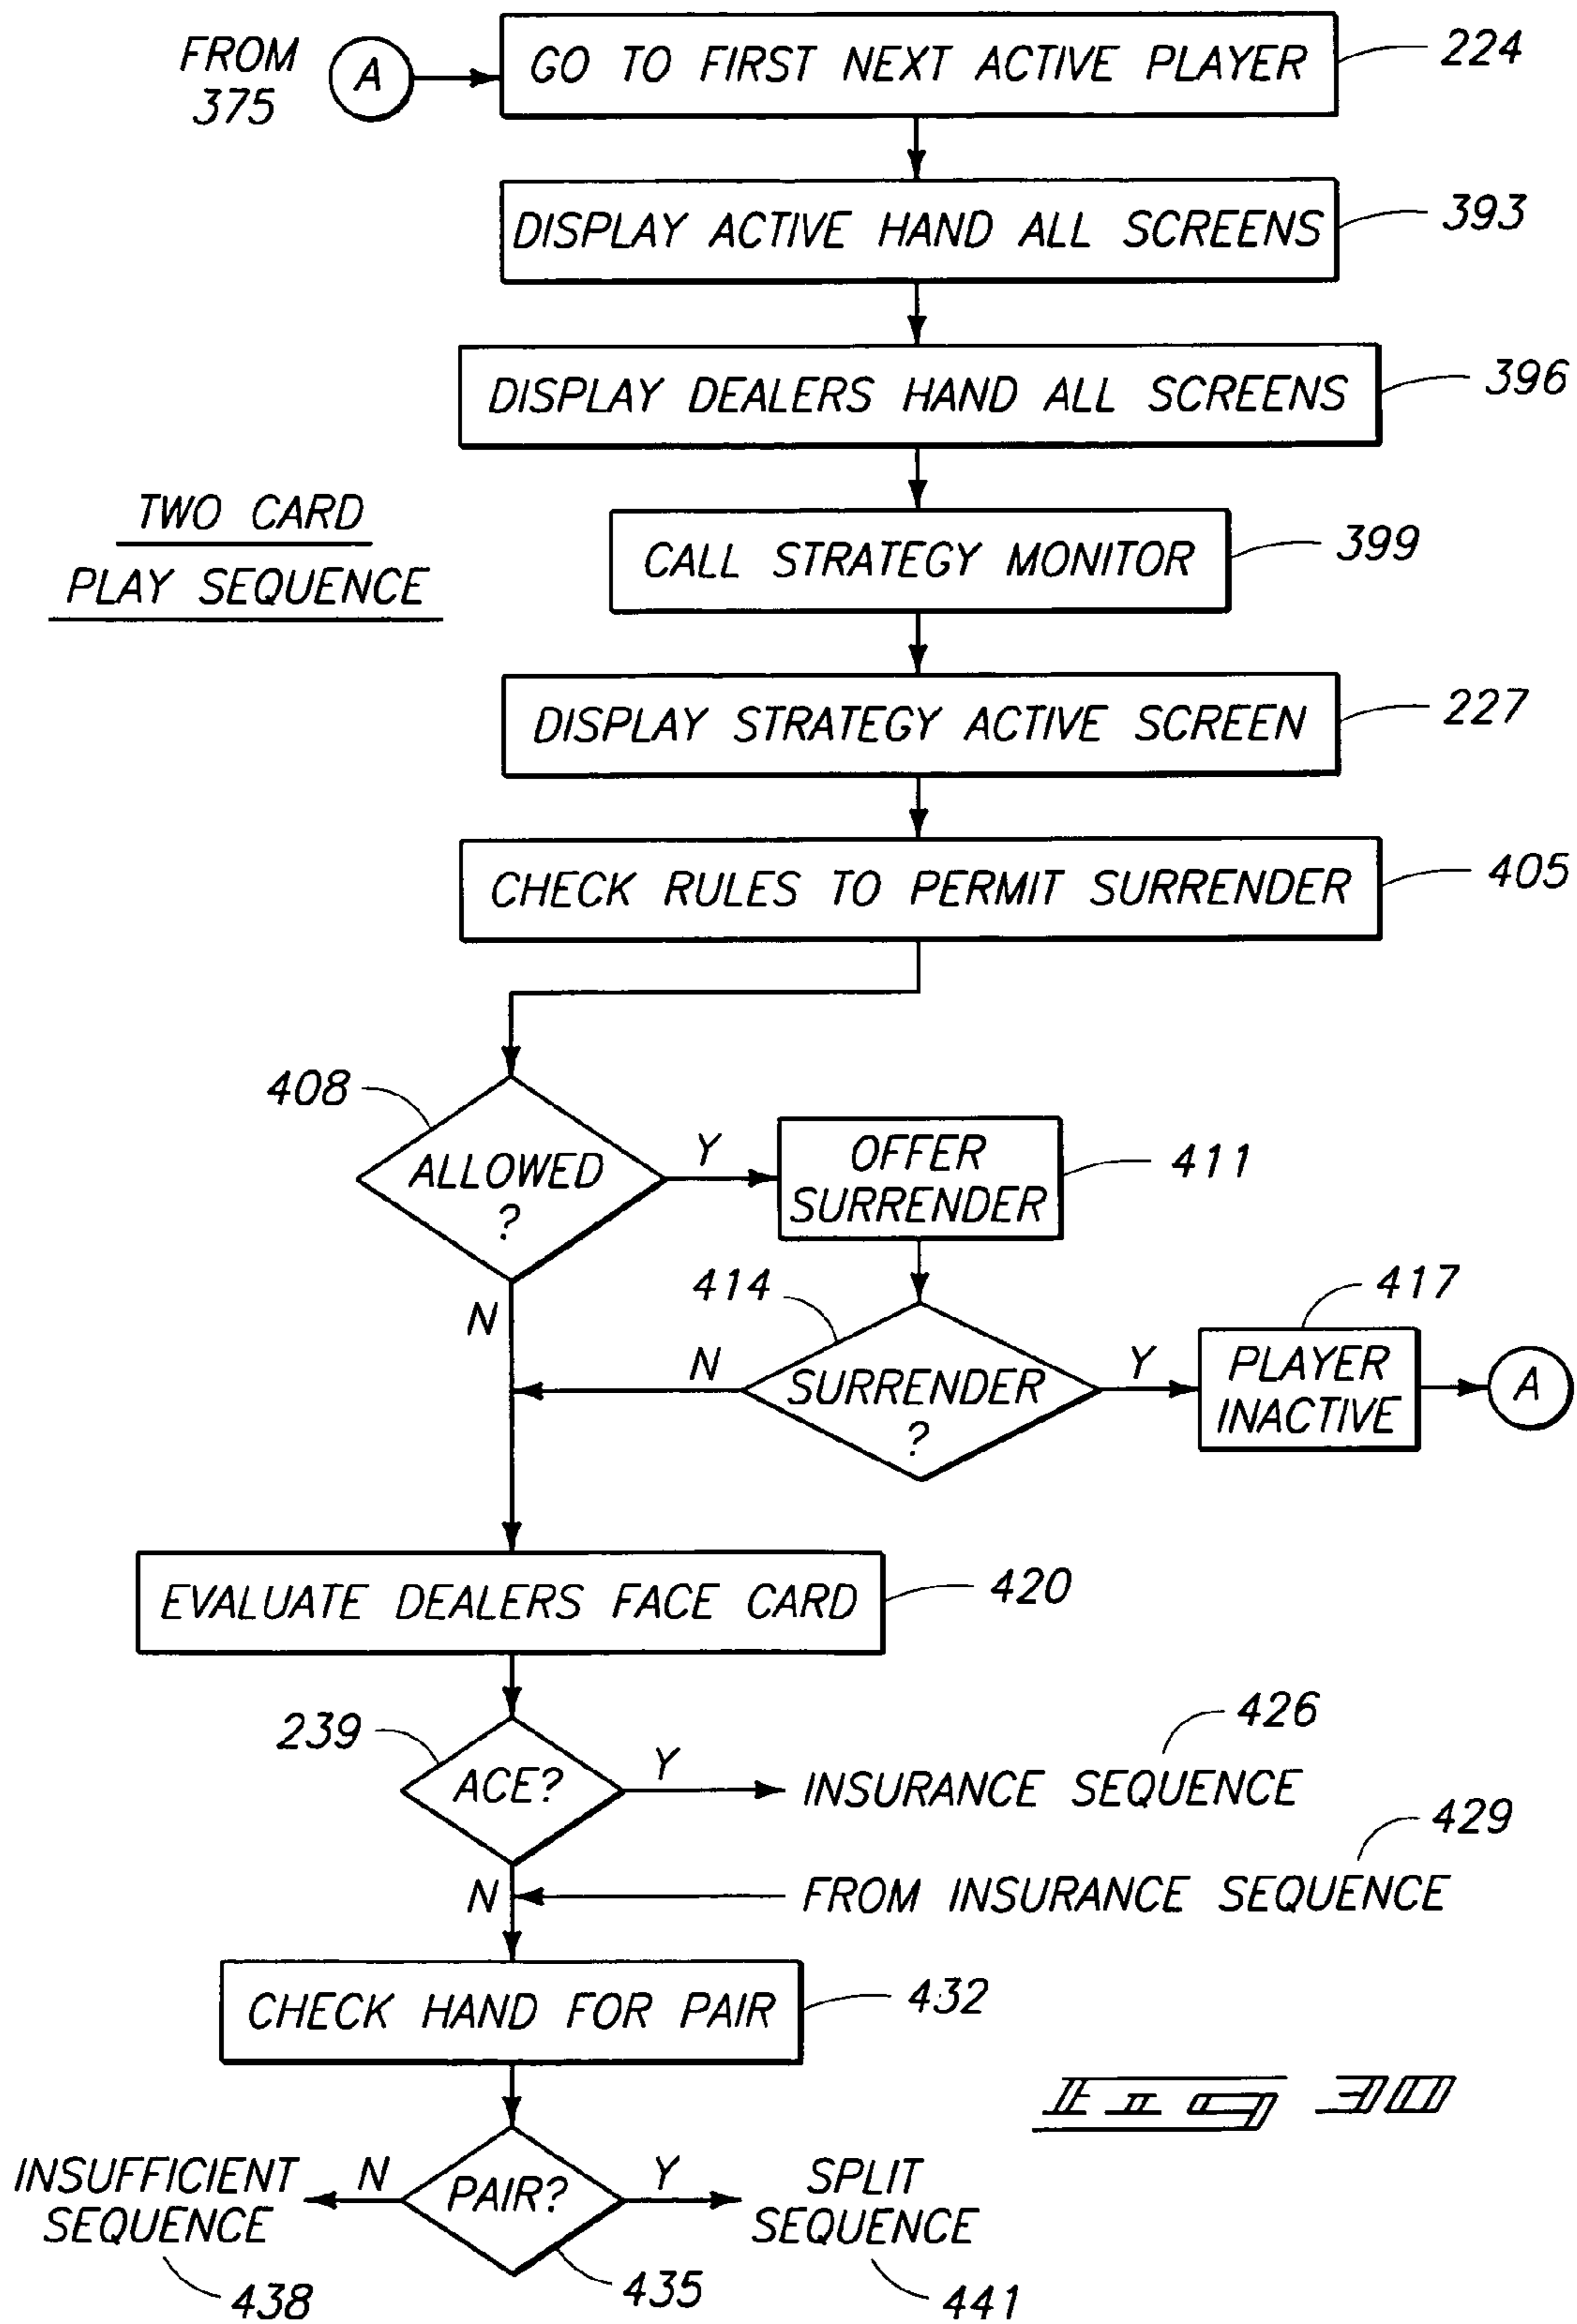 FROM
375
A
GO TO FIRST NEXT ACTIVE PLAYER
224
DISPLAY ACTIVE HAND ALL SCREENS
393
DISPLAY DEALERS HAND ALL SCREENS
396
TWO CARD
PLAY SEQUENCE
CALL STRATEGY MONITOR
399
DISPLAY STRATEGY ACTIVE SCREEN
227
CHECK RULES TO PERMIT SURRENDER
405
408
ALLOWED
?
Y
OFFER
SURRENDER
411
N
414
SURRENDER
?
N
Y
417
PLAYER
INACTIVE
A
EVALUATE DEALERS FACE CARD
420
239
ACE?
Y
INSURANCE SEQUENCE
426
N
FROM INSURANCE SEQUENCE
429
CHECK HAND FOR PAIR
432
INSUFFICIENT
SEQUENCE
438
N
PAIR?
435
Y
SPLIT
SEQUENCE
441
Fig 30